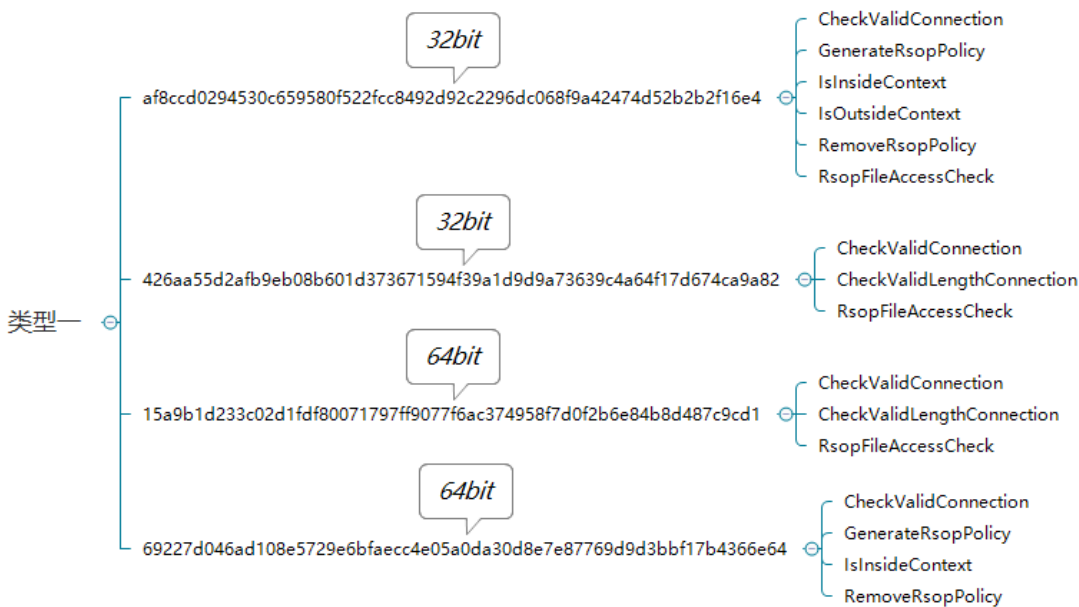 类型一
32bit
af8ccd0294530c659580f522fcc8492d92c2296dc068f9a42474d52b2b2f16e4
CheckValidConnection
GenerateRsopPolicy
IsInsideContext
IsOutsideContext
RemoveRsopPolicy
RsopFileAccessCheck
32bit
426aa55d2afb9eb08b601d373671594f39a1d9d9a73639c4a64f17d674ca9a82
CheckValidConnection
CheckValidLengthConnection
RsopFileAccessCheck
64bit
15a9b1d233c02d1fdf80071797ff9077f6ac374958f7d0f2b6e84b8d487c9cd1
CheckValidConnection
CheckValidLengthConnection
RsopFileAccessCheck
64bit
69227d046ad108e5729e6bfaecc4e05a0da30d8e7e87769d9d3bbf17b4366e64
CheckValidConnection
GenerateRsopPolicy
IsInsideContext
RemoveRsopPolicy